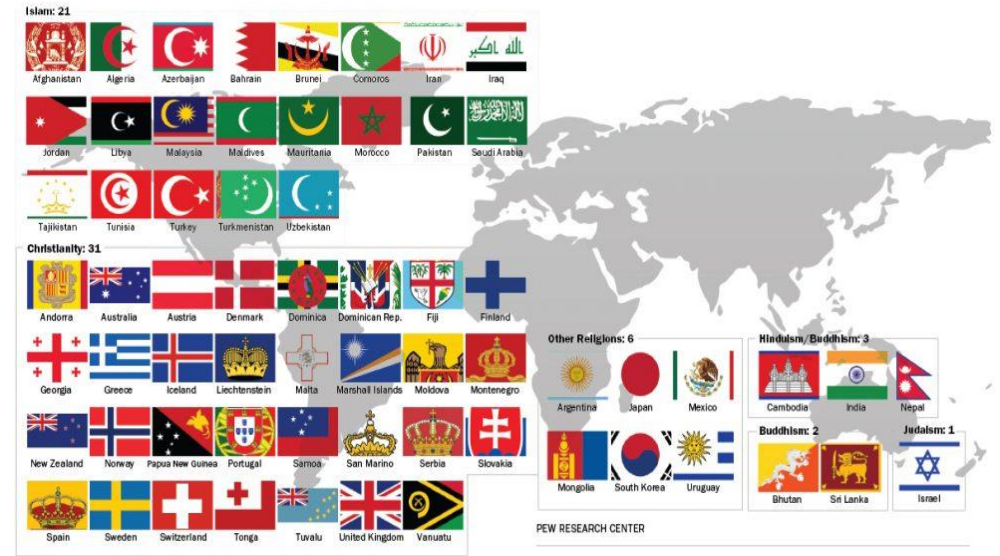 Islam: 21
Afghanistan Algeria Azerbaijan Bahrain Brunei Comoros Iran Iraq
Jordan Libya Malaysia Maldives Mauritania Morocco Pakistan Saudi Arabia
Tajikistan Tunisia Turkey Turkmenistan Uzbekistan
Christianity: 31
Andorra Australia Austria Denmark Dominica Dominican Rep. Fiji Finland
Georgia Greece Iceland Liechtenstein Malta Marshall Islands Moldova Montenegro
New Zealand Norway Papua New Guinea Portugal Samoa San Marino Serbia Slovakia
Spain Sweden Switzerland Tonga Tuvalu United Kingdom Vanuatu
Other Religions: 6
Argentina Japan Mexico
Mongolia South Korea Uruguay
Hinduism/Buddhism: 3
Cambodia India Nepal
Buddhism: 2
Bhutan Sri Lanka
Judaism: 1
Israel
PEW RESEARCH CENTER